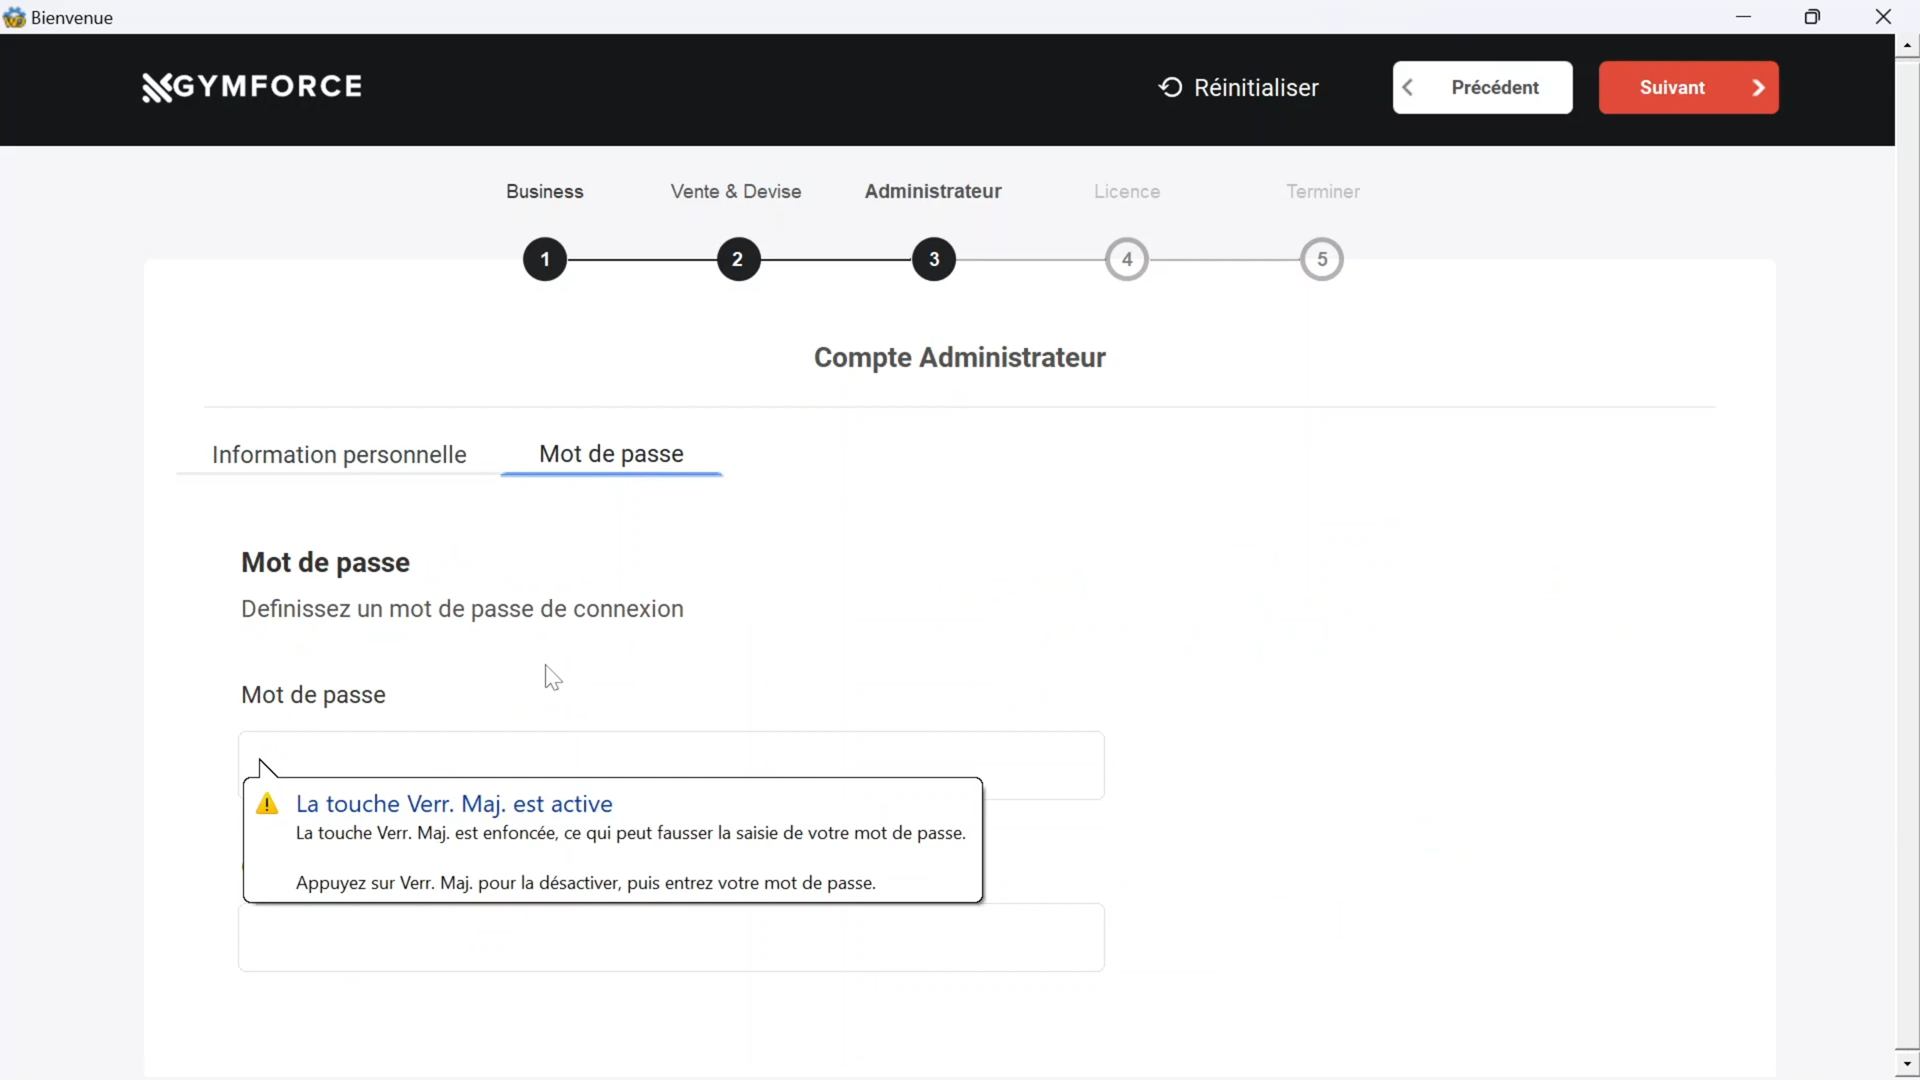 Bienvenue
GYMFORCE
Réinitialiser
Précédent
Suivant
Business
Vente & Devise
Administrateur
Licence
Terminer
1
2
3
4
5
Compte Administrateur
Information personnelle
Mot de passe
Mot de passe
Definissez un mot de passe de connexion
Mot de passe
La touche Verr. Maj. est active
La touche Verr. Maj. est enfoncée, ce qui peut fausser la saisie de votre mot de passe.
Appuyez sur Verr. Maj. pour la désactiver, puis entrez votre mot de passe.